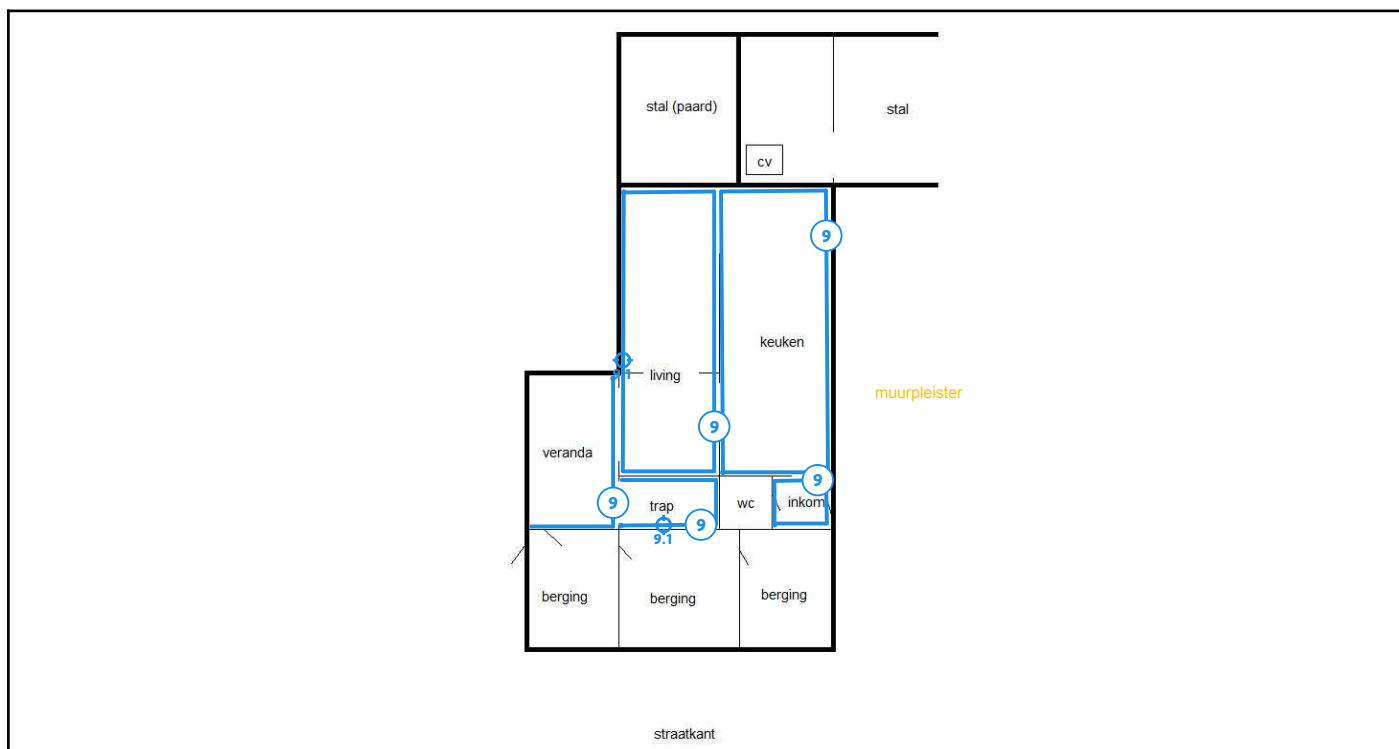 stal (paard)
stal
cv
9
keuken
living
muurpleister
9
veranda
9
9
trap
wc
inkom
9
9.1
berging
berging
berging
straatkant